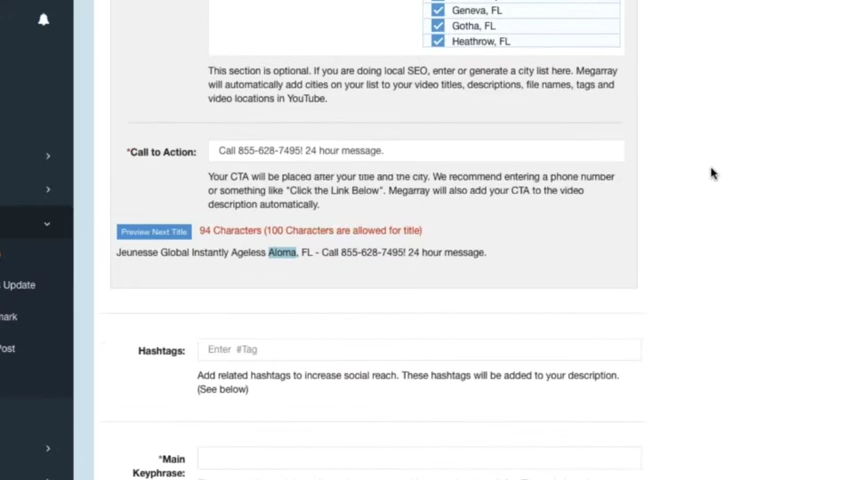 Geneva, FL
Gotha, FL
Heathrow, FL
This section is optional. If you are doing local SEO, enter or generate a city list here. Megarray
will automatically add cities on your list to your video titles, descriptions, file names, tags and
video locations in YouTube.
*Call to Action: Call 855-628-7495! 24 hour message.
Your CTA will be placed after your title and the city. We recommend entering a phone number
or something like "Click the Link Below". Megarray will also add your CTA to the video
description automatically.
Preview Next Title 94 Characters (100 Characters are allowed for title)
Jeunesse Global Instantly Ageless Aloma, FL - Call 855-628-7495! 24 hour message.
Update
mark
Post
Hashtags: Enter #Tag
Add related hashtags to increase social reach. These hashtags will be added to your description.
(See below)
*Main
Keyphrase: